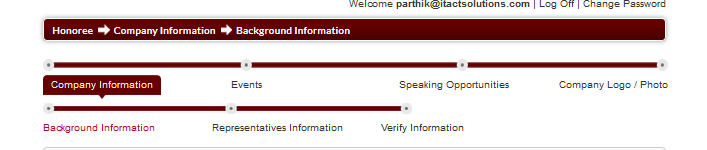 Welcome parthik@itactsolutions.com | Log Off | Change Password
Honoree Company Information Background Information
Company Information Events Speaking Opportunities Company Logo / Photo
Background Information Representatives Information Verify Information